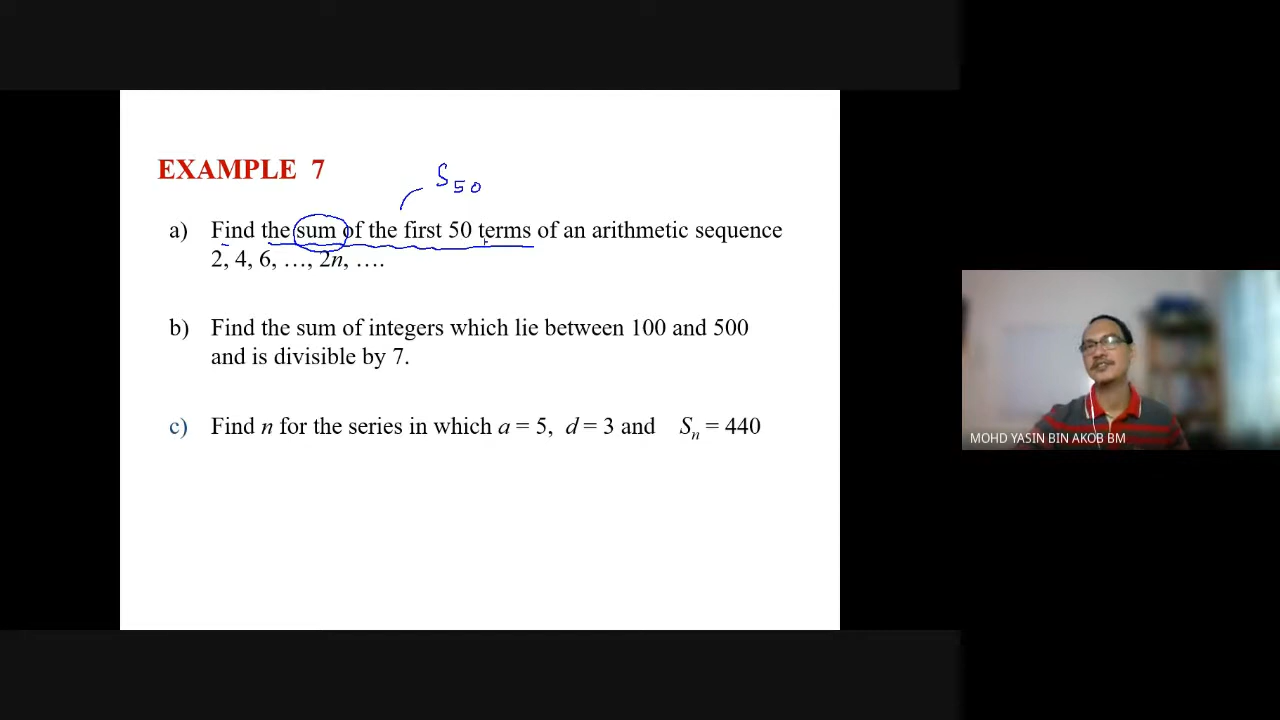 EXAMPLE 7
S50
a) Find the sum of the first 50 terms of an arithmetic sequence
2, 4, 6, …, 2n, ….
b) Find the sum of integers which lie between 100 and 500
and is divisible by 7.
c) Find n for the series in which a = 5, d = 3 and Sn = 440
MOHD YASIN BIN AKOB BM